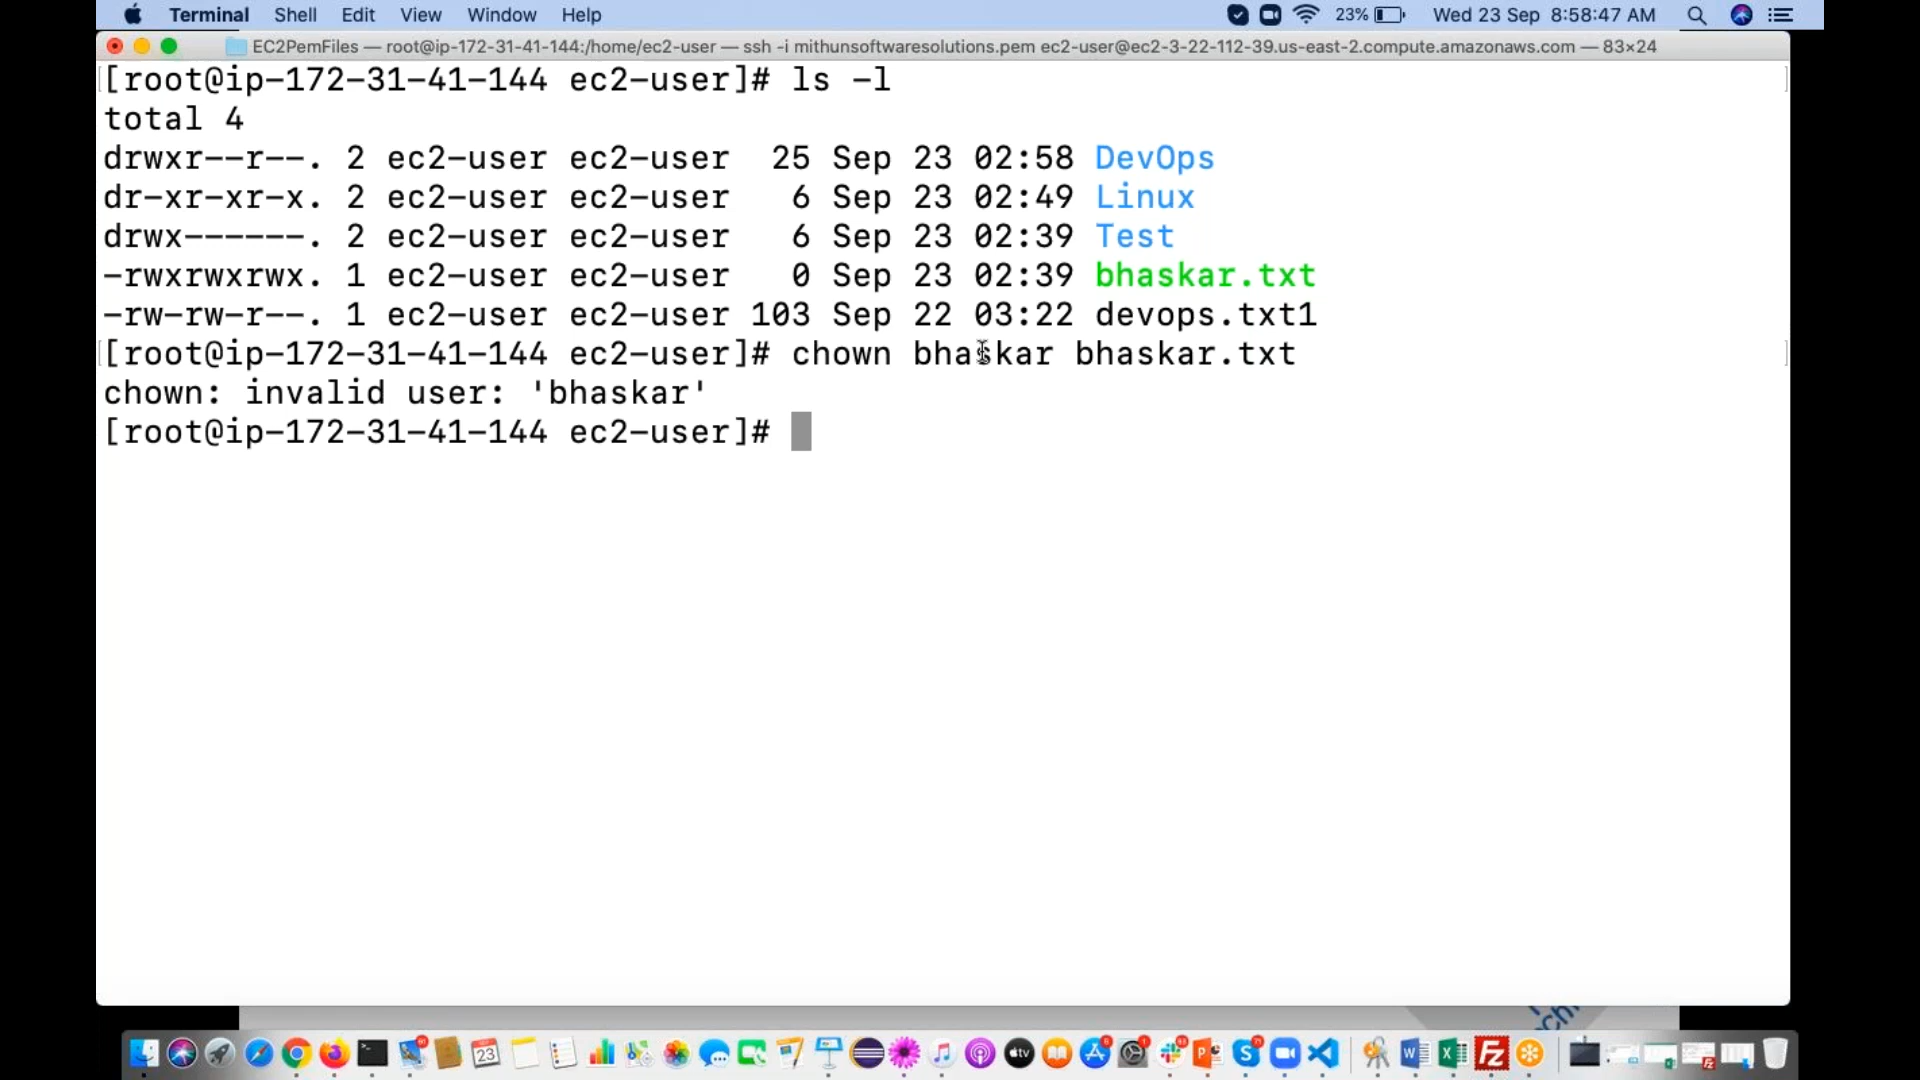 Terminal Shell Edit View Window Help 23% Wed 23 Sep 8:58:47 AM
EC2PemFiles — root@ip-172-31-41-144:/home/ec2-user — ssh -i mithunsoftwaresolutions.pem ec2-user@ec2-3-22-112-39.us-east-2.compute.amazonaws.com — 83×24
[root@ip-172-31-41-144 ec2-user]# ls -l
total 4
drwxr--r--. 2 ec2-user ec2-user 25 Sep 23 02:58 DevOps
dr-xr-xr-x. 2 ec2-user ec2-user 6 Sep 23 02:49 Linux
drwx------. 2 ec2-user ec2-user 6 Sep 23 02:39 Test
-rwxrwxrwx. 1 ec2-user ec2-user 0 Sep 23 02:39 bhaskar.txt
-rw-rw-r--. 1 ec2-user ec2-user 103 Sep 22 03:22 devops.txt1
[root@ip-172-31-41-144 ec2-user]# chown bhaskar bhaskar.txt
chown: invalid user: 'bhaskar'
[root@ip-172-31-41-144 ec2-user]#